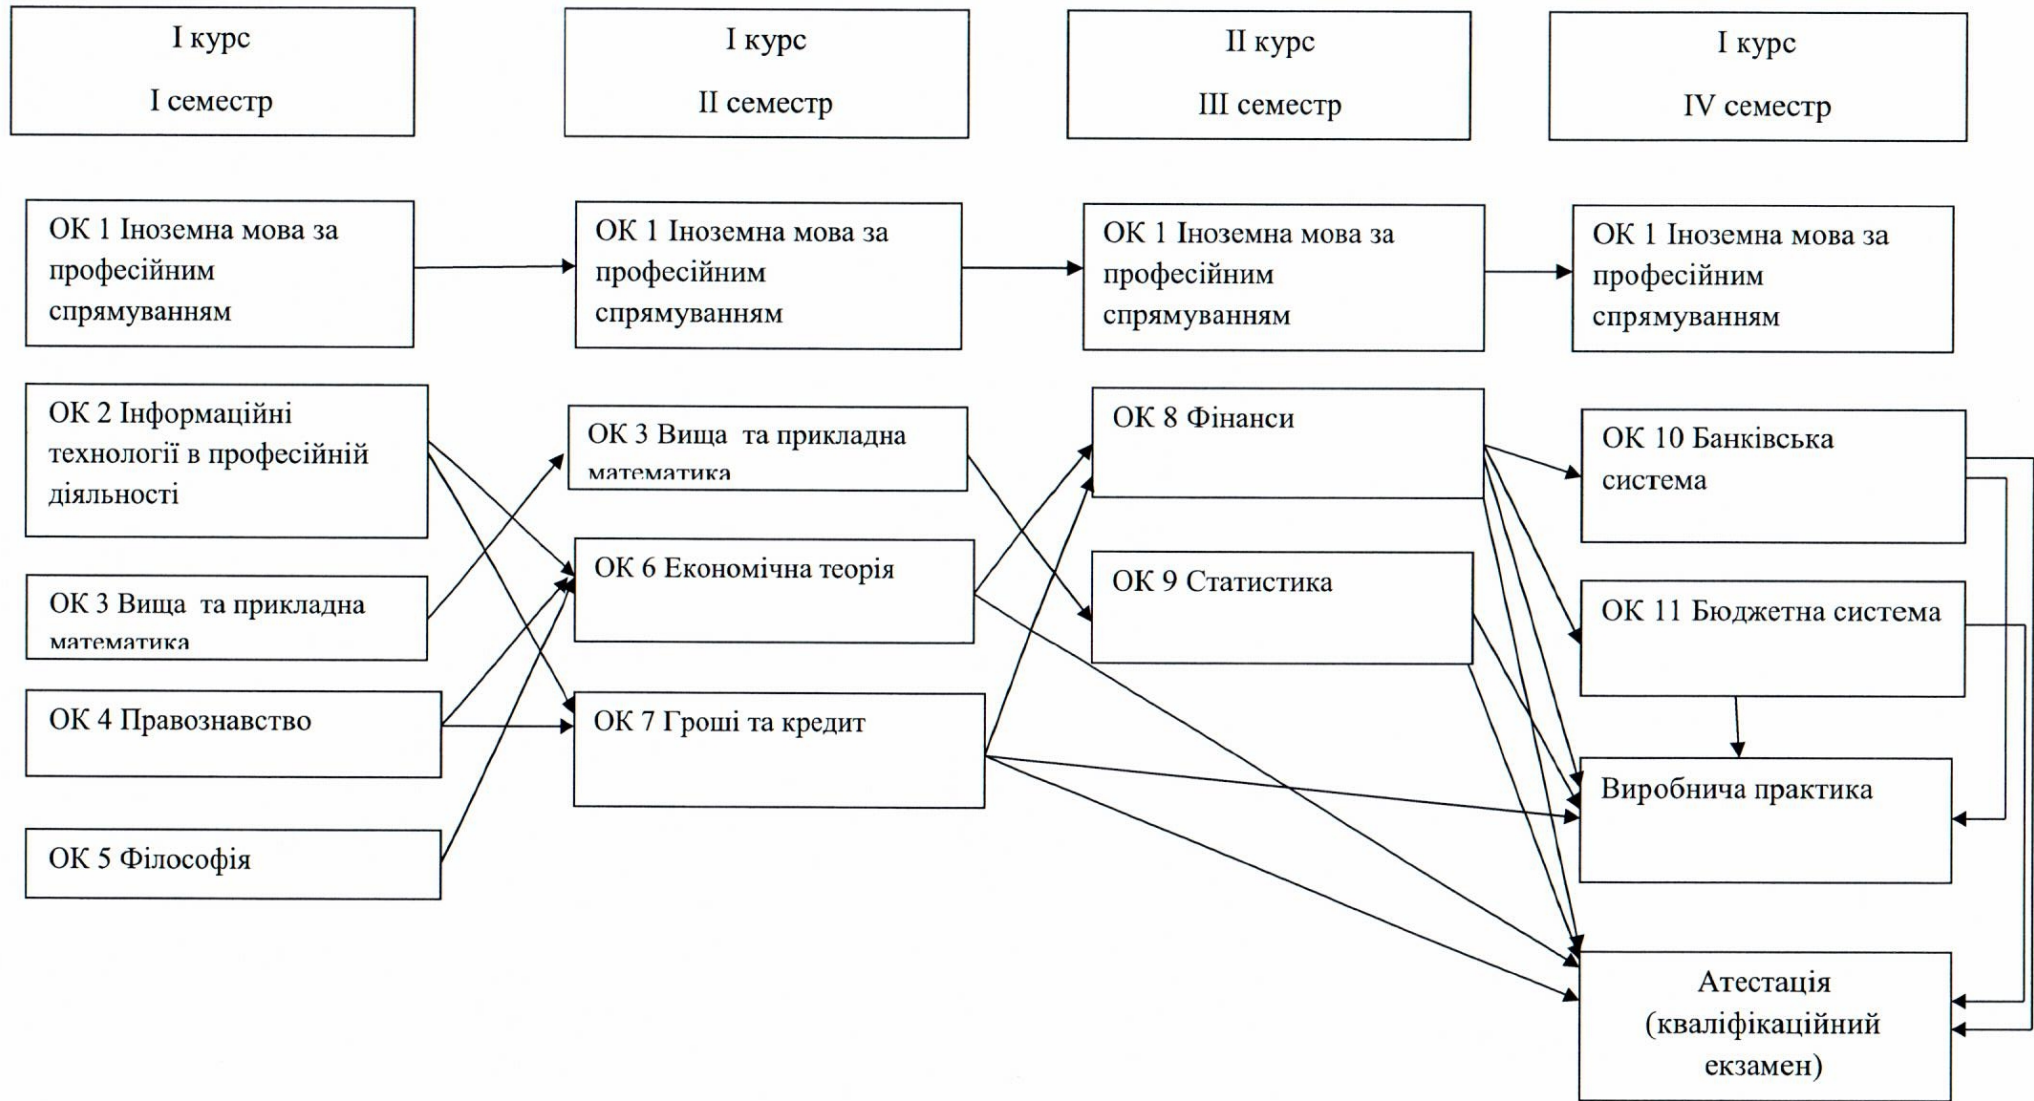 І курс
І семестр
І курс
ІІ семестр
ІІ курс
ІІІ семестр
І курс
IV семестр
ОК 1 Іноземна мова за
професійним
спрямуванням
ОК 1 Іноземна мова за
професійним
спрямуванням
ОК 1 Іноземна мова за
професійним
спрямуванням
ОК 1 Іноземна мова за
професійним
спрямуванням
ОК 2 Інформаційні
технології в професійній
діяльності
ОК 3 Вища та прикладна
математика
ОК 4 Правознавство
ОК 5 Філософія
ОК 3 Вища та прикладна
математика
ОК 6 Економічна теорія
ОК 7 Гроші та кредит
ОК 8 Фінанси
ОК 9 Статистика
ОК 10 Банківська
система
ОК 11 Бюджетна система
Виробнича практика
Атестація
(кваліфікаційний
екзамен)